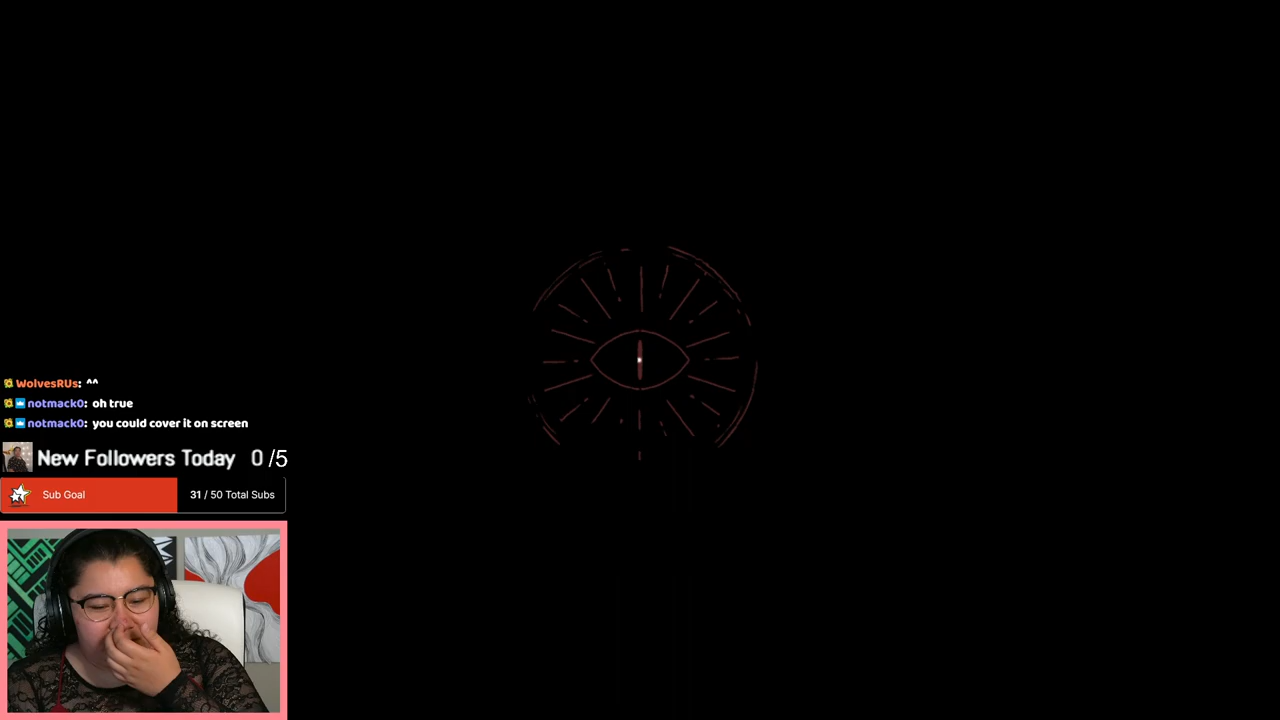 WolvesRUs: ^^
notmack0: oh true
notmack0: you could cover it on screen
New Followers Today 0 /5
Sub Goal 31 / 50 Total Subs